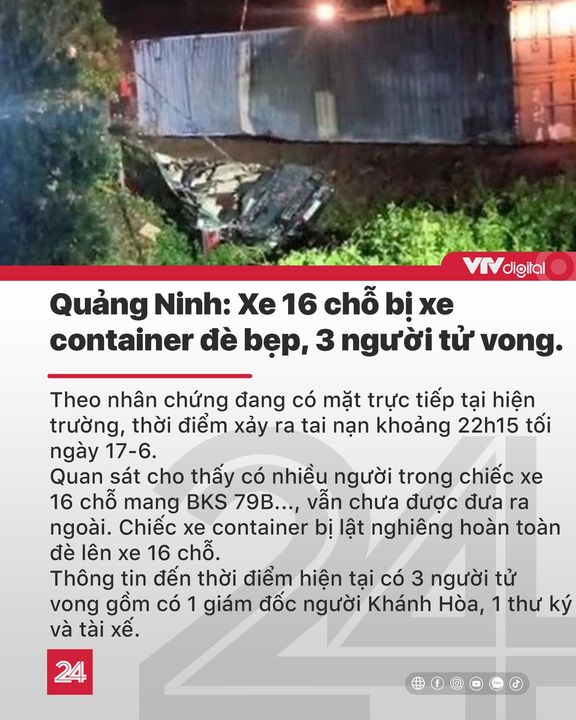 VTV digital
Quảng Ninh: Xe 16 chỗ bị xe
container đè bẹp, 3 người tử vong.
Theo nhân chứng đang có mặt trực tiếp tại hiện
trường, thời điểm xảy ra tai nạn khoảng 22h15 tối
ngày 17-6.
Quan sát cho thấy có nhiều người trong chiếc xe
16 chỗ mang BKS 79B..., vẫn chưa được đưa ra
ngoài. Chiếc xe container bị lật nghiêng hoàn toàn
đè lên xe 16 chỗ.
Thông tin đến thời điểm hiện tại có 3 người tử
vong gồm có 1 giám đốc người Khánh Hòa, 1 thư ký
và tài xế.
24
24